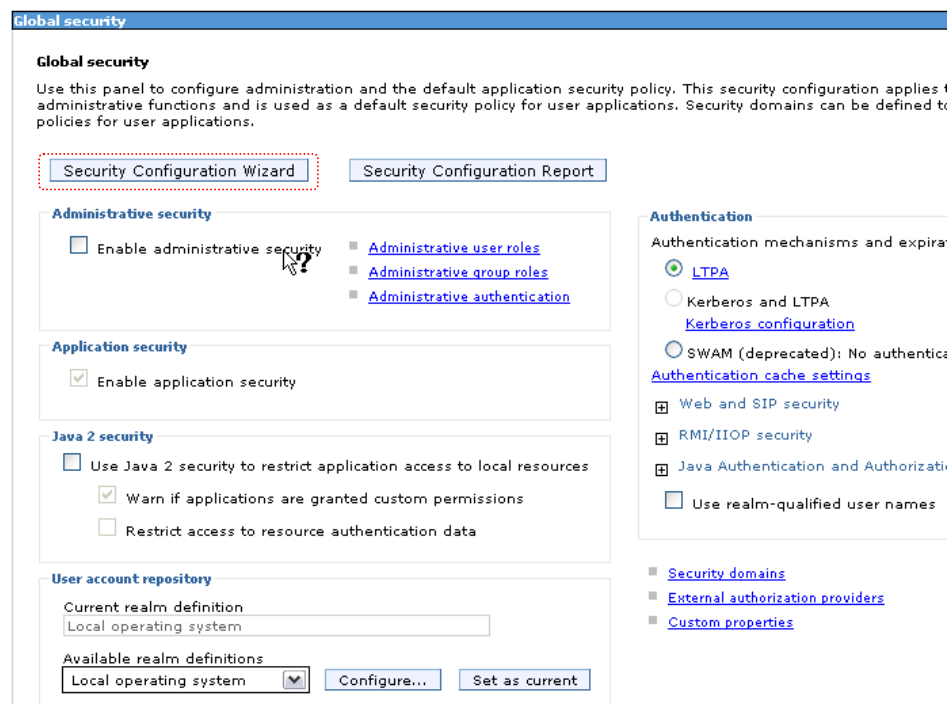 Global security
Global security
Use this panel to configure administration and the default application security policy. This security configuration applies
administrative functions and is used as a default security policy for user applications. Security domains can be defined
policies for user applications.
Security Configuration Wizard
Security Configuration Report
Administrative security
Enable administrative security
Administrative user roles
Administrative group roles
Administrative authentication
Application security
Enable application security
Java 2 security
Use Java 2 security to restrict application access to local resources
Warn if applications are granted custom permissions
Restrict access to resource authentication data
User account repository
Current realm definition
Local operating system
Available realm definitions
Local operating system
Configure...
Set as current
Authentication
Authentication mechanisms and
LTPA
Kerberos and LTPA
Kerberos configuration
SWAM (deprecated): No
Authentication cache settings
Web and SIP security
RMI/IIOP security
Java Authentication and
Use realm-qualified user names
Security domains
External authorization providers
Custom properties